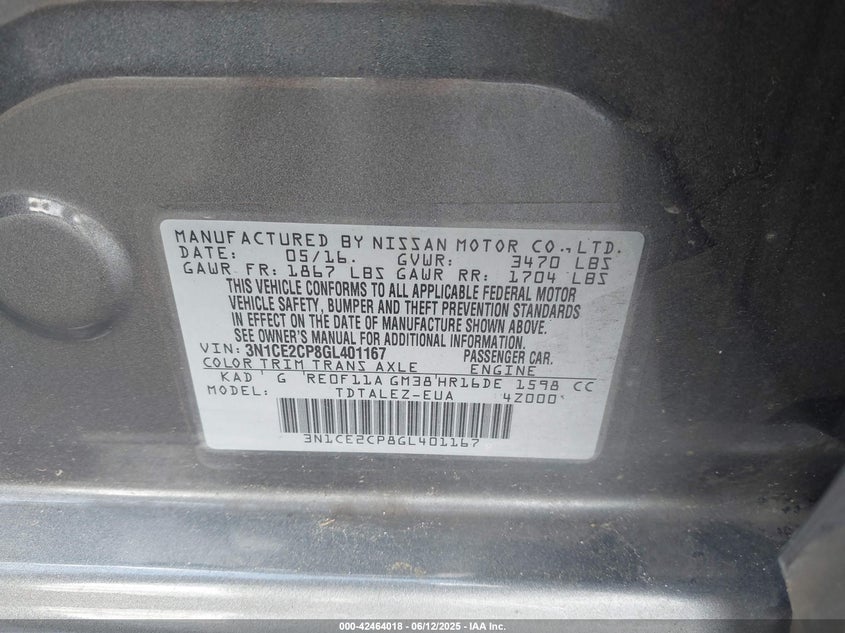 MANUFACTURED BY NISSAN MOTOR CO.,LTD.
DATE: 05/16. GVWR: 3470 LBS
GAWR FR: 1867 LBS GAWR RR: 1704 LBS
THIS VEHICLE CONFORMS TO ALL APPLICABLE FEDERAL MOTOR
VEHICLE SAFETY, BUMPER AND THEFT PREVENTION STANDARDS
IN EFFECT ON THE DATE OF MANUFACTURE SHOWN ABOVE.
SEE OWNER'S MANUAL FOR ADDITIONAL INFORMATION.
VIN: 3N1CE2CP8GL401167 PASSENGER CAR.
COLOR TRIM TRANS AXLE ENGINE
KAD G RE0F11A GM38 HR16DE 1598 CC
MODEL: TDTALEZ-EUA 4Z000
3N1CE2CP8GL401167
000-42464018 | 06/12/2025 | IAA Inc.